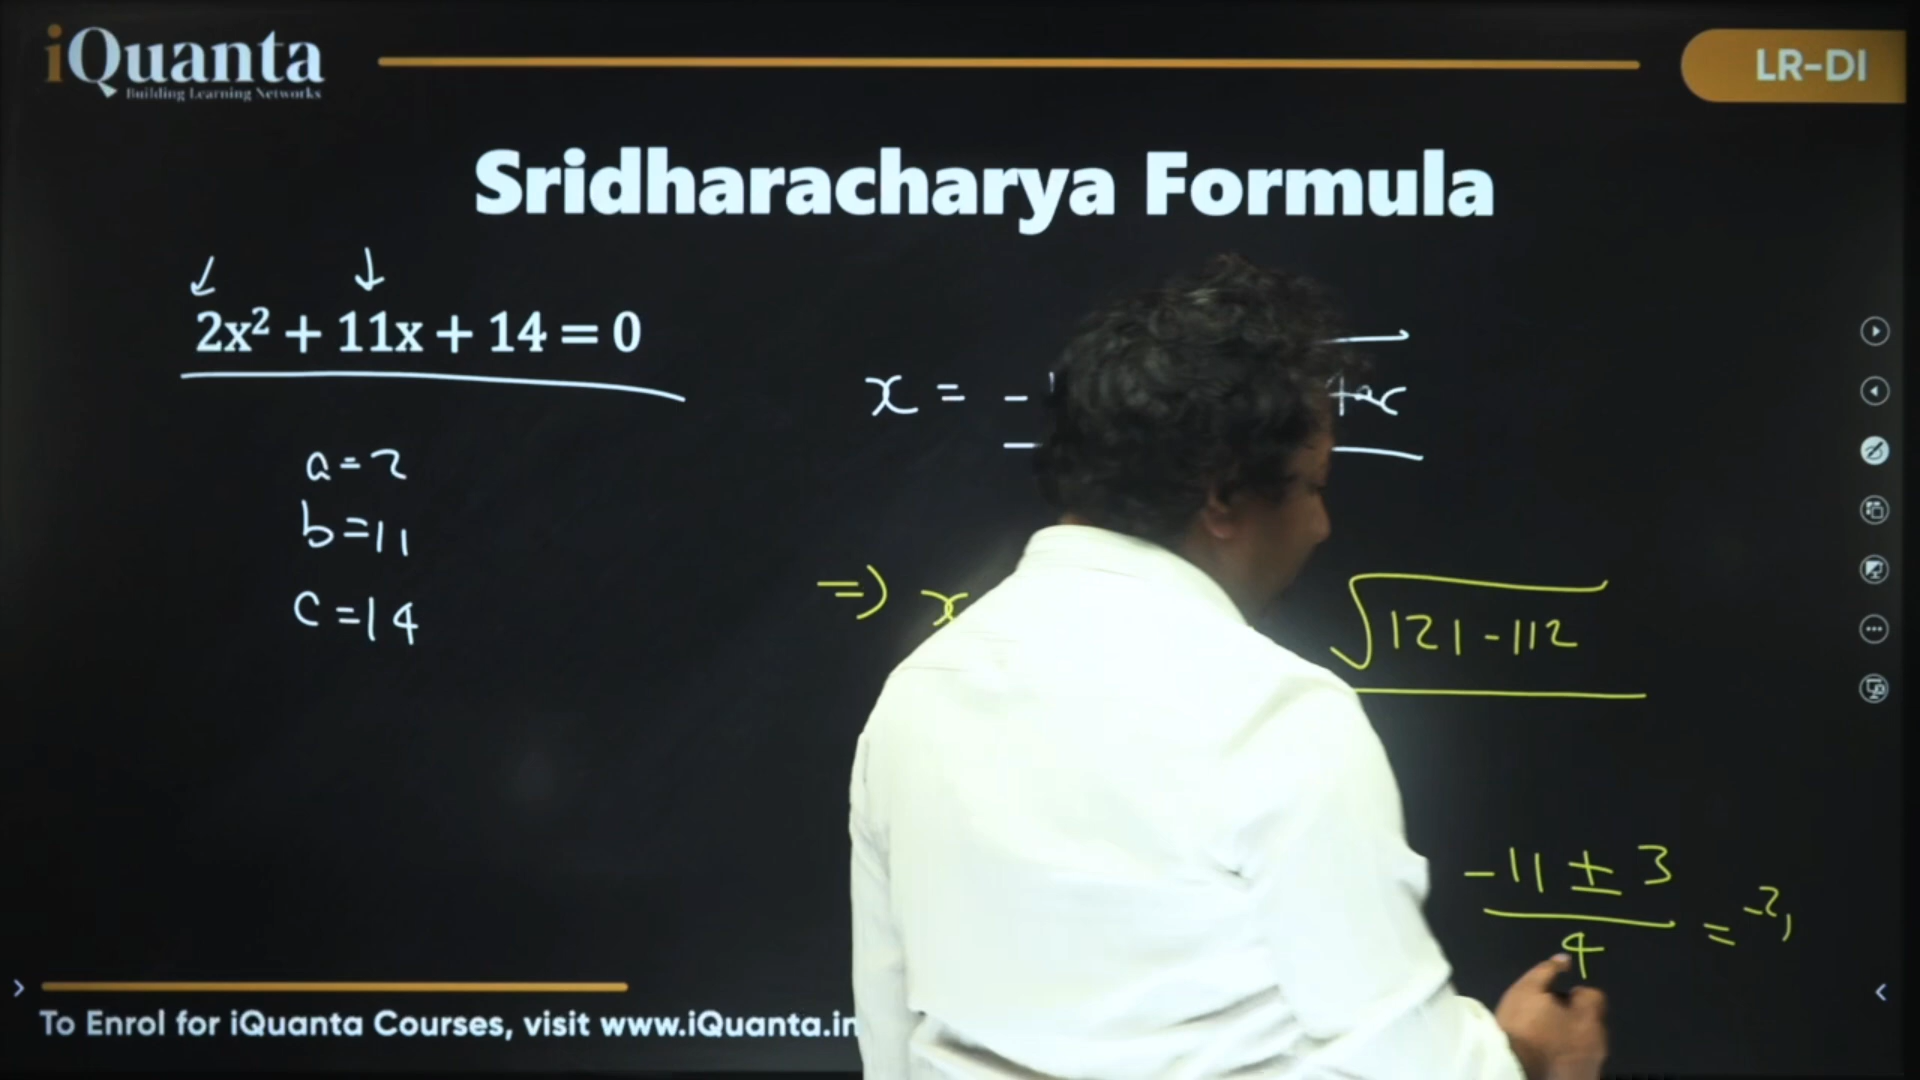 iQuanta
Building Learning Networks
LR-DI
Sridharacharya Formula
2x² + 11x + 14 = 0
a=2
b=11
c=14
x = -
=> x
√121-112
-11 ± 3
4
= -2,
To Enrol for iQuanta Courses, visit www.iQuanta.in